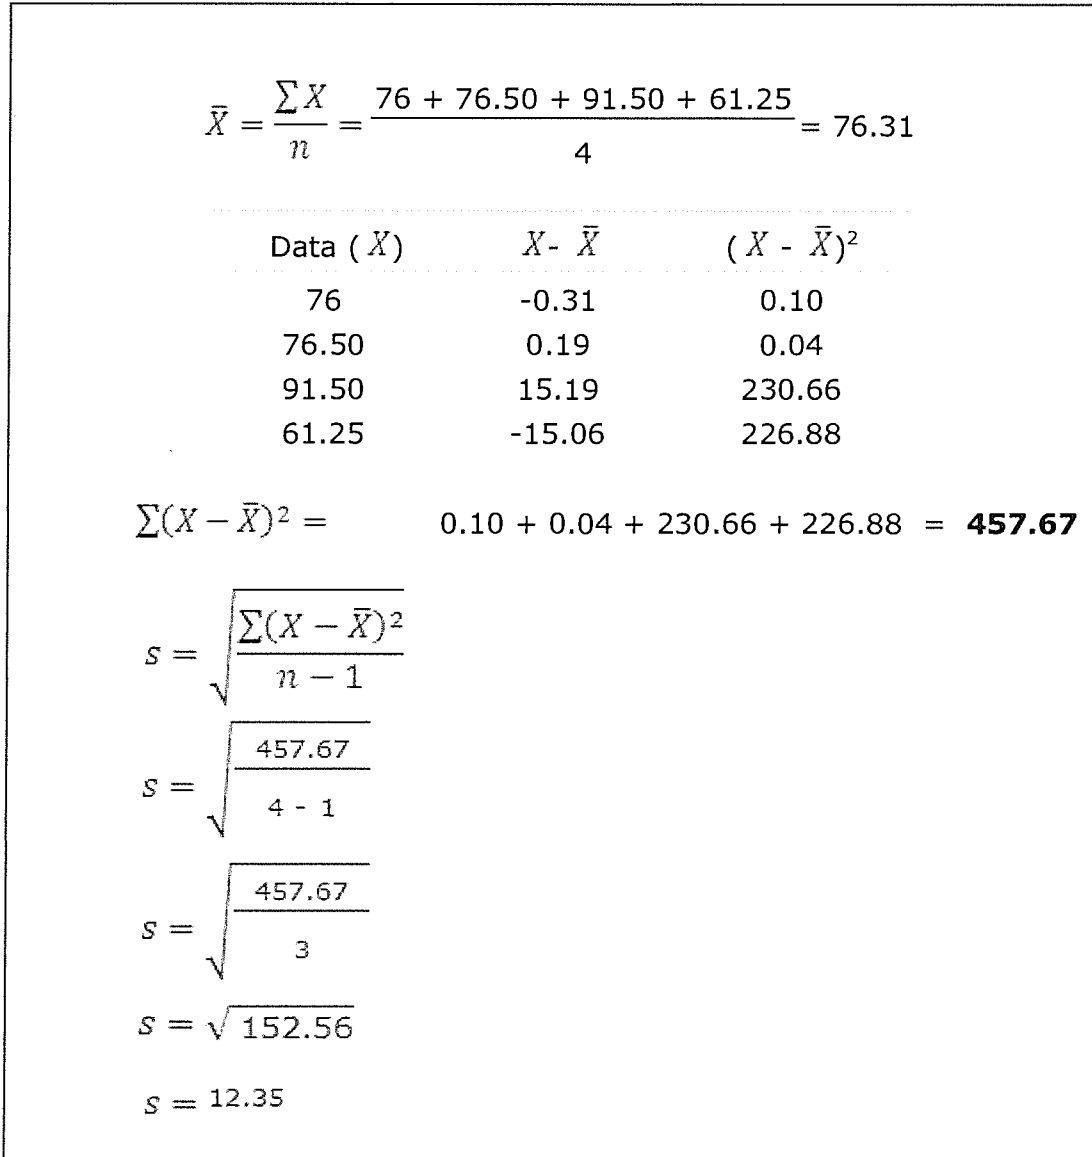 X̄ = ∑X / n = 76 + 76.50 + 91.50 + 61.25 / 4 = 76.31
Data ( X) X- X̄ ( X - X̄)²
76 -0.31 0.10
76.50 0.19 0.04
91.50 15.19 230.66
61.25 -15.06 226.88
∑(X − X̄)² = 0.10 + 0.04 + 230.66 + 226.88 = 457.67
s = √ ∑(X − X̄)² / n − 1
s = √ 457.67 / 4 - 1
s = √ 457.67 / 3
s = √ 152.56
s = 12.35